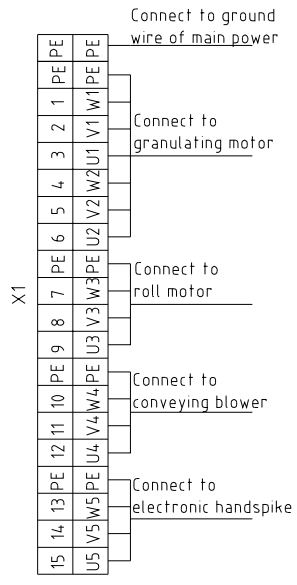 Connect to ground
wire of main power
PE PE
PE PE
1 W1
2 V1
Connect to
granulating motor
3 U1
4 W2
5 V2
6 U2
PE PE
Connect to
roll motor
7 W3
8 V3
9 U3
X1
PE PE
Connect to
conveying blower
10 W4
11 V4
12 U4
PE PE
Connect to
electronic handspike
13 W5
14 V5
15 U5